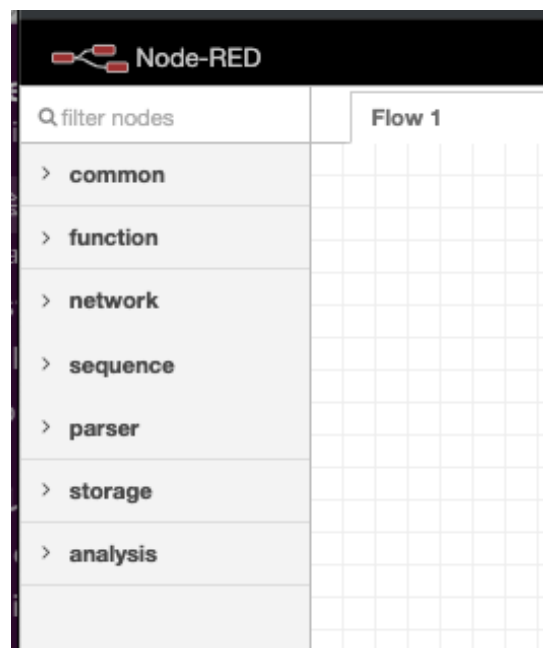 Node-RED
filter nodes
Flow 1
common
function
network
sequence
parser
storage
analysis